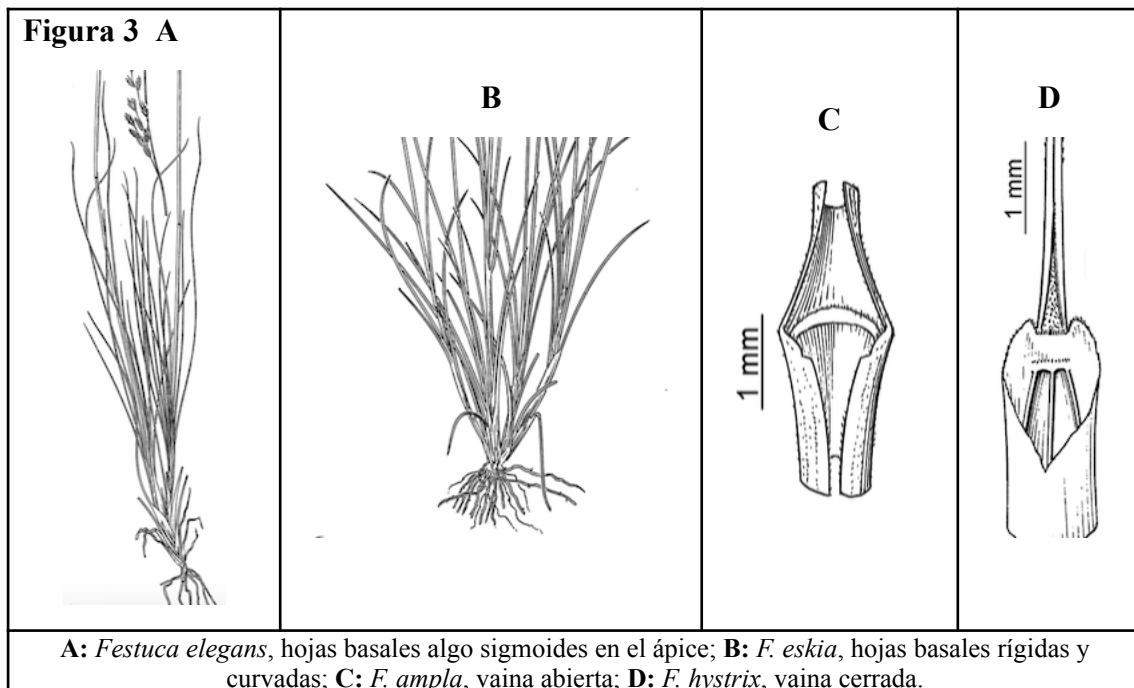 Figura 3 A
B
C
D
1 mm
1 mm
A: Festuca elegans, hojas basales algo sigmoides en el ápice; B: F. eskia, hojas basales rígidas y
curvadas; C: F. ampla, vaina abierta; D: F. hystrix, vaina cerrada.